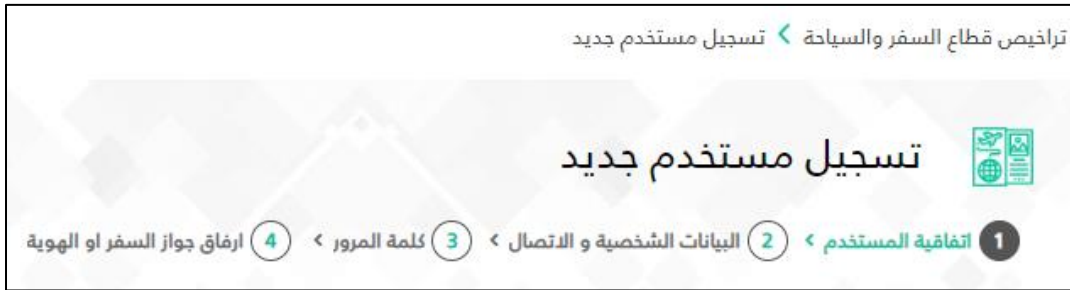 تراخيص قطاع السفر والسياحة > تسجيل مستخدم جديد
تسجيل مستخدم جديد
1 اتفاقية المستخدم > 2 البيانات الشخصية و الاتصال > 3 كلمة المرور > 4 ارفاق جواز السفر او الهوية